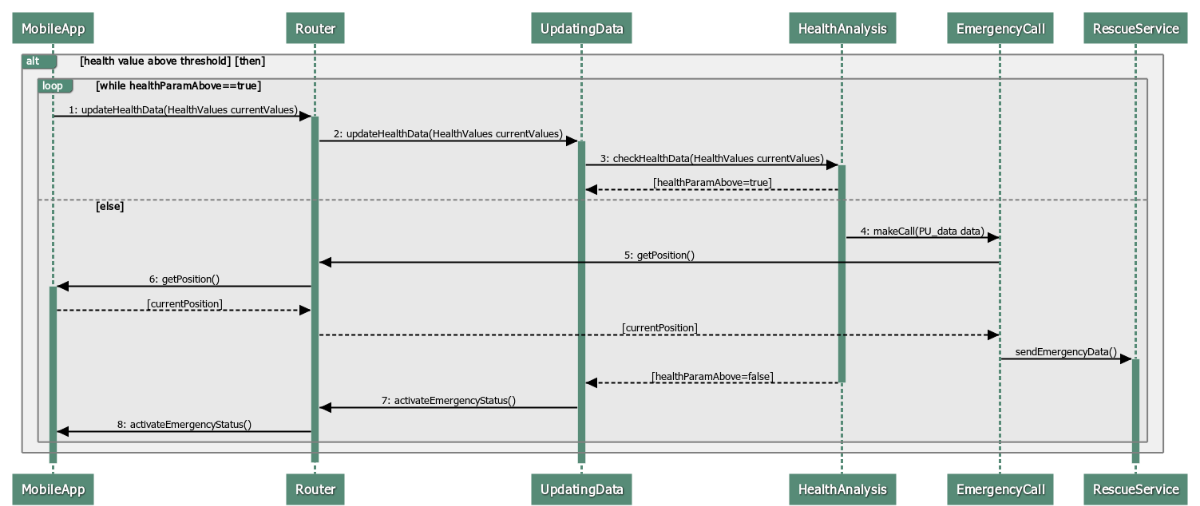 MobileApp Router UpdatingData HealthAnalysis EmergencyCall RescueService
alt [health value above threshold] [then]
loop [while healthParamAbove==true]
1: updateHealthData(HealthValues currentValues)
2: updateHealthData(HealthValues currentValues)
3: checkHealthData(HealthValues currentValues)
[healthParamAbove=true]
[else]
4: makeCall(PU_data data)
5: getPosition()
6: getPosition()
[currentPosition]
[currentPosition]
sendEmergencyData()
[healthParamAbove=false]
7: activateEmergencyStatus()
8: activateEmergencyStatus()
MobileApp Router UpdatingData HealthAnalysis EmergencyCall RescueService